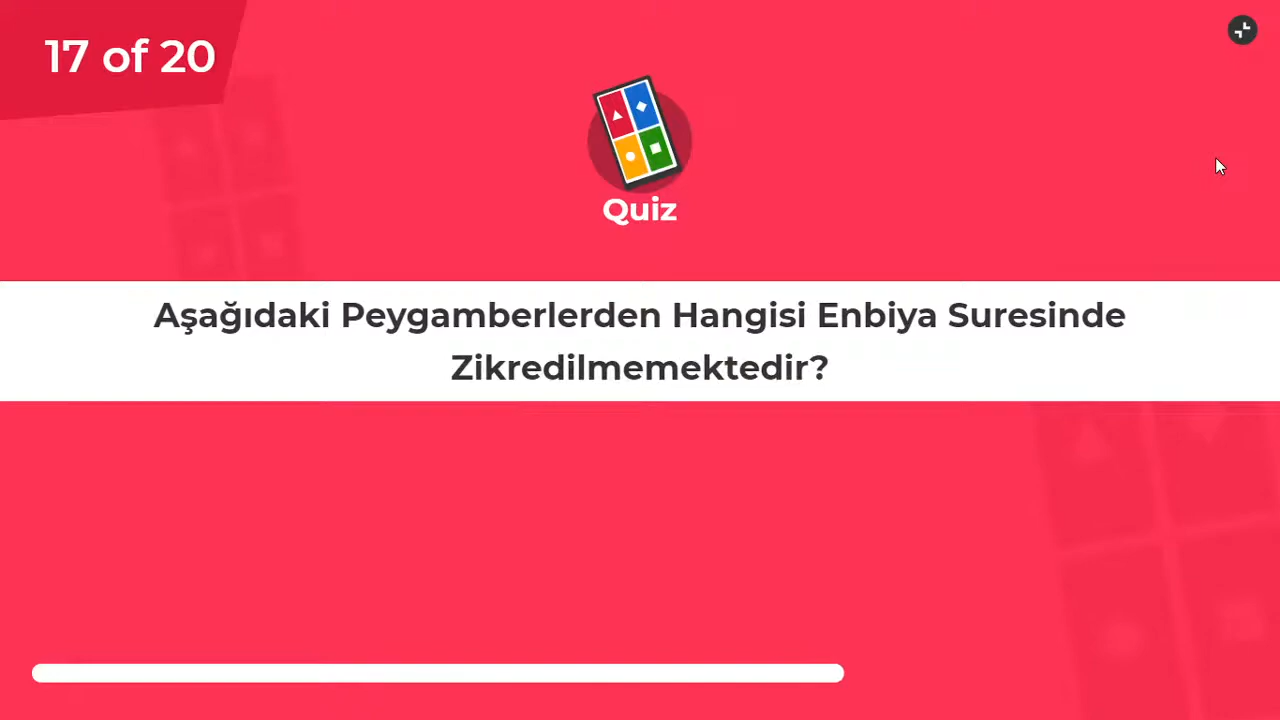 17 of 20
Quiz
Aşağıdaki Peygamberlerden Hangisi Enbiya Suresinde
Zikredilmemektedir?